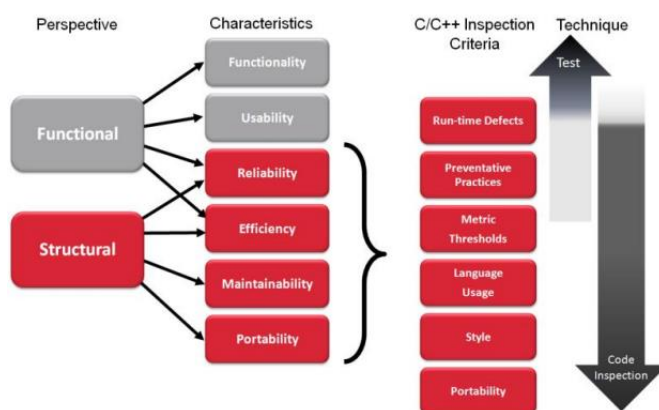 Perspective
Characteristics
C/C++ Inspection
Criteria
Technique
Functional
Structural
Functionality
Usability
Reliability
Efficiency
Maintainability
Portability
Run-time Defects
Preventative
Practices
Metric
Thresholds
Language
Usage
Style
Portability
Test
Code
Inspection